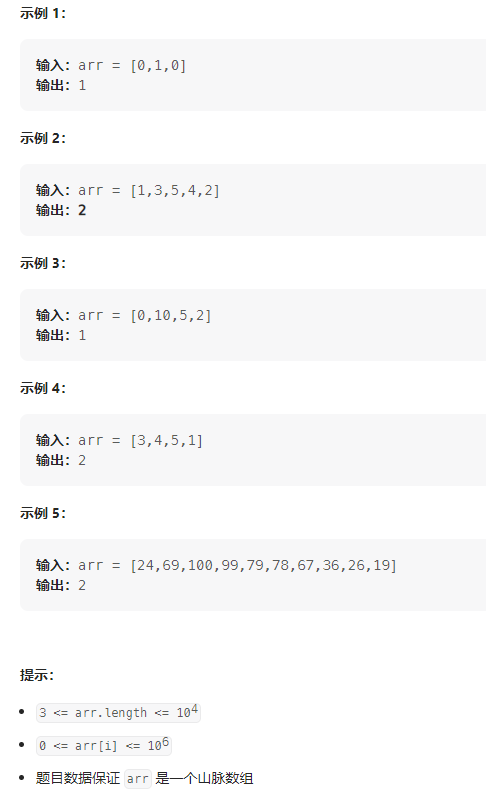 示例 1：
输入：arr = [0,1,0]
输出：1
示例 2：
输入：arr = [1,3,5,4,2]
输出：2
示例 3：
输入：arr = [0,10,5,2]
输出：1
示例 4：
输入：arr = [3,4,5,1]
输出：2
示例 5：
输入：arr = [24,69,100,99,79,78,67,36,26,19]
输出：2
提示：
• 3 <= arr.length <= 10⁴
• 0 <= arr[i] <= 10⁶
• 题目数据保证 arr 是一个山脉数组